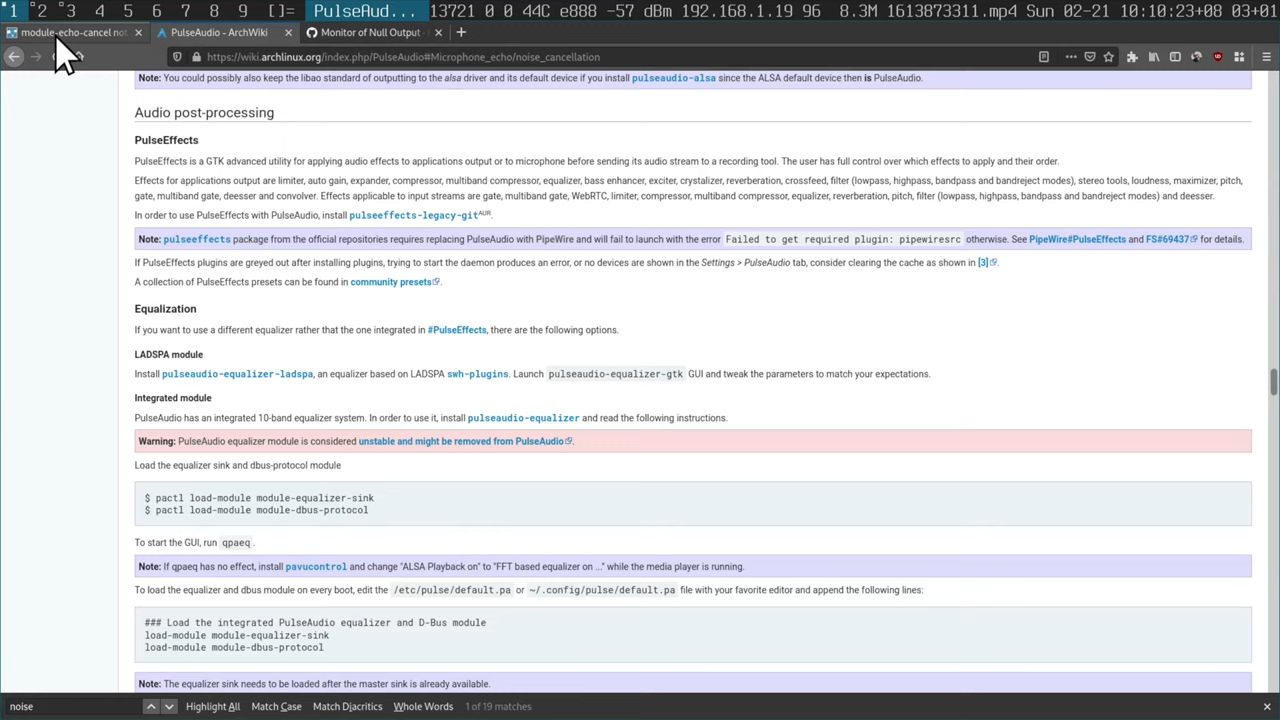 1 2 3 4 5 6 7 8 9 []= PulseAud... 13721 0 0 44C e888 -57 dBm 192.168.1.19 96 8.3M 1613873311.mp4 Sun 02-21 10:10:23 08+03 +01
module-echo-cancel not
PulseAudio - ArchWiki
Monitor of Null Output
https://wiki.archlinux.org/index.php/PulseAudio#Microphone_echo/noise_cancellation
Note: You could possibly also keep the libao standard of outputting to the alsa driver and its default device if you install pulseaudio-alsa since the ALSA default device then is PulseAudio.
Audio post-processing
PulseEffects
PulseEffects is a GTK advanced utility for applying audio effects to applications output or to microphone before sending its audio stream to a recording tool. The user has full control over which effects to apply and their order.
Effects for applications output are limiter, auto gain, expander, compressor, multiband compressor, equalizer, bass enhancer, exciter, crystalizer, reverberation, crossfeed, filter (lowpass, highpass, bandpass and bandreject modes), stereo tools, loudness, maximizer, pitch,
gate, multiband gate, deesser and convolver. Effects applicable to input streams are gate, multiband gate, WebRTC, limiter, compressor, multiband compressor, equalizer, reverberation, pitch, filter (lowpass, highpass, bandpass and bandreject modes) and deesser.
In order to use PulseEffects with PulseAudio, install pulseeffects-legacy-gitAUR.
Note: pulseeffects package from the official repositories requires replacing PulseAudio with PipeWire and will fail to launch with the error Failed to get required plugin: pipewiresrc otherwise. See PipeWire#PulseEffects and FS#69437 for details.
If PulseEffects plugins are greyed out after installing plugins, trying to start the daemon produces an error, or no devices are shown in the Settings > PulseAudio tab, consider clearing the cache as shown in [3].
A collection of PulseEffects presets can be found in community presets.
Equalization
If you want to use a different equalizer rather that the one integrated in #PulseEffects, there are the following options.
LADSPA module
Install pulseaudio-equalizer-ladspa, an equalizer based on LADSPA swh-plugins. Launch pulseaudio-equalizer-gtk GUI and tweak the parameters to match your expectations.
Integrated module
PulseAudio has an integrated 10-band equalizer system. In order to use it, install pulseaudio-equalizer and read the following instructions.
Warning: PulseAudio equalizer module is considered unstable and might be removed from PulseAudio.
Load the equalizer sink and dbus-protocol module
$ pactl load-module module-equalizer-sink
$ pactl load-module module-dbus-protocol
To start the GUI, run qpaeq.
Note: If qpaeq has no effect, install pavucontrol and change "ALSA Playback on" to "FFT based equalizer on ..." while the media player is running.
To load the equalizer and dbus module on every boot, edit the /etc/pulse/default.pa or ~/.config/pulse/default.pa file with your favorite editor and append the following lines:
### Load the integrated PulseAudio equalizer and D-Bus module
load-module module-equalizer-sink
load-module module-dbus-protocol
Note: The equalizer sink needs to be loaded after the master sink is already available.
noise
Highlight All Match Case Match Diacritics Whole Words 1 of 19 matches